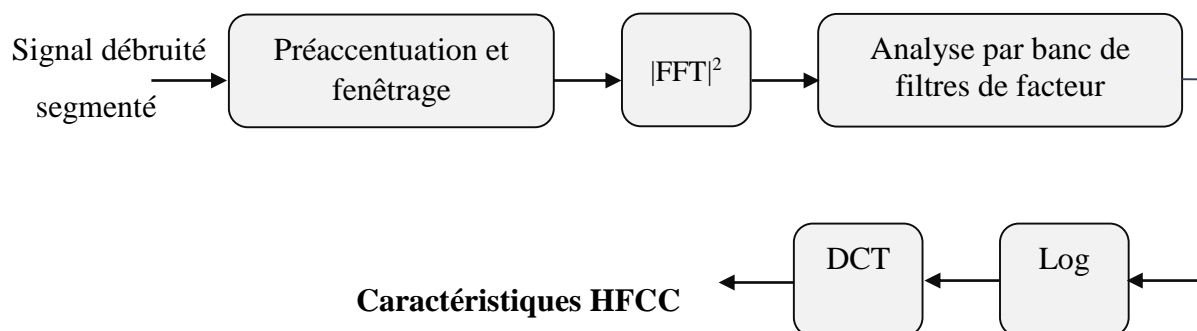 Signal débruité
segmenté
Préaccentuation et
fenêtrage
|FFT|²
Analyse par banc de
filtres de facteur
Log
DCT
Caractéristiques HFCC